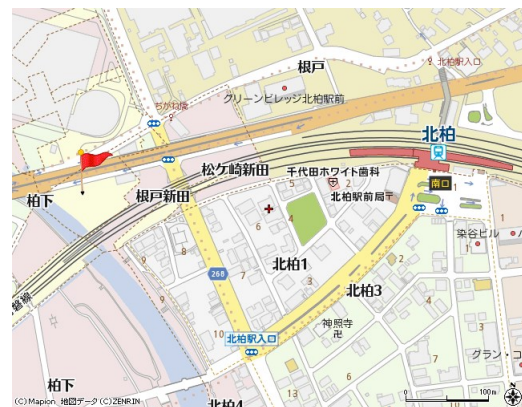 根戸
北柏駅入口
ちがね陵
グリーンビレッジ北柏駅前
北柏
松ケ崎新田
千代田ホワイト歯科
南口
柏下
根戸新田
北柏駅前局
染谷ビル
268
北柏1
北柏3
北柏駅入口
神照寺
柏下
グラン・コ
北柏4
100m
(C)Mapion 地図データ(C)ZENRIN